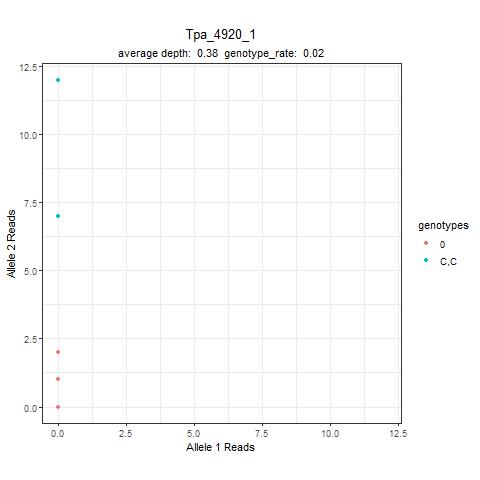 Tpa_4920_1
average depth: 0.38 genotype_rate: 0.02
12.5
10.0
7.5
5.0
2.5
0.0
Allele 2 Reads
0.0 2.5 5.0 7.5 10.0 12.5
Allele 1 Reads
genotypes
0
C,C